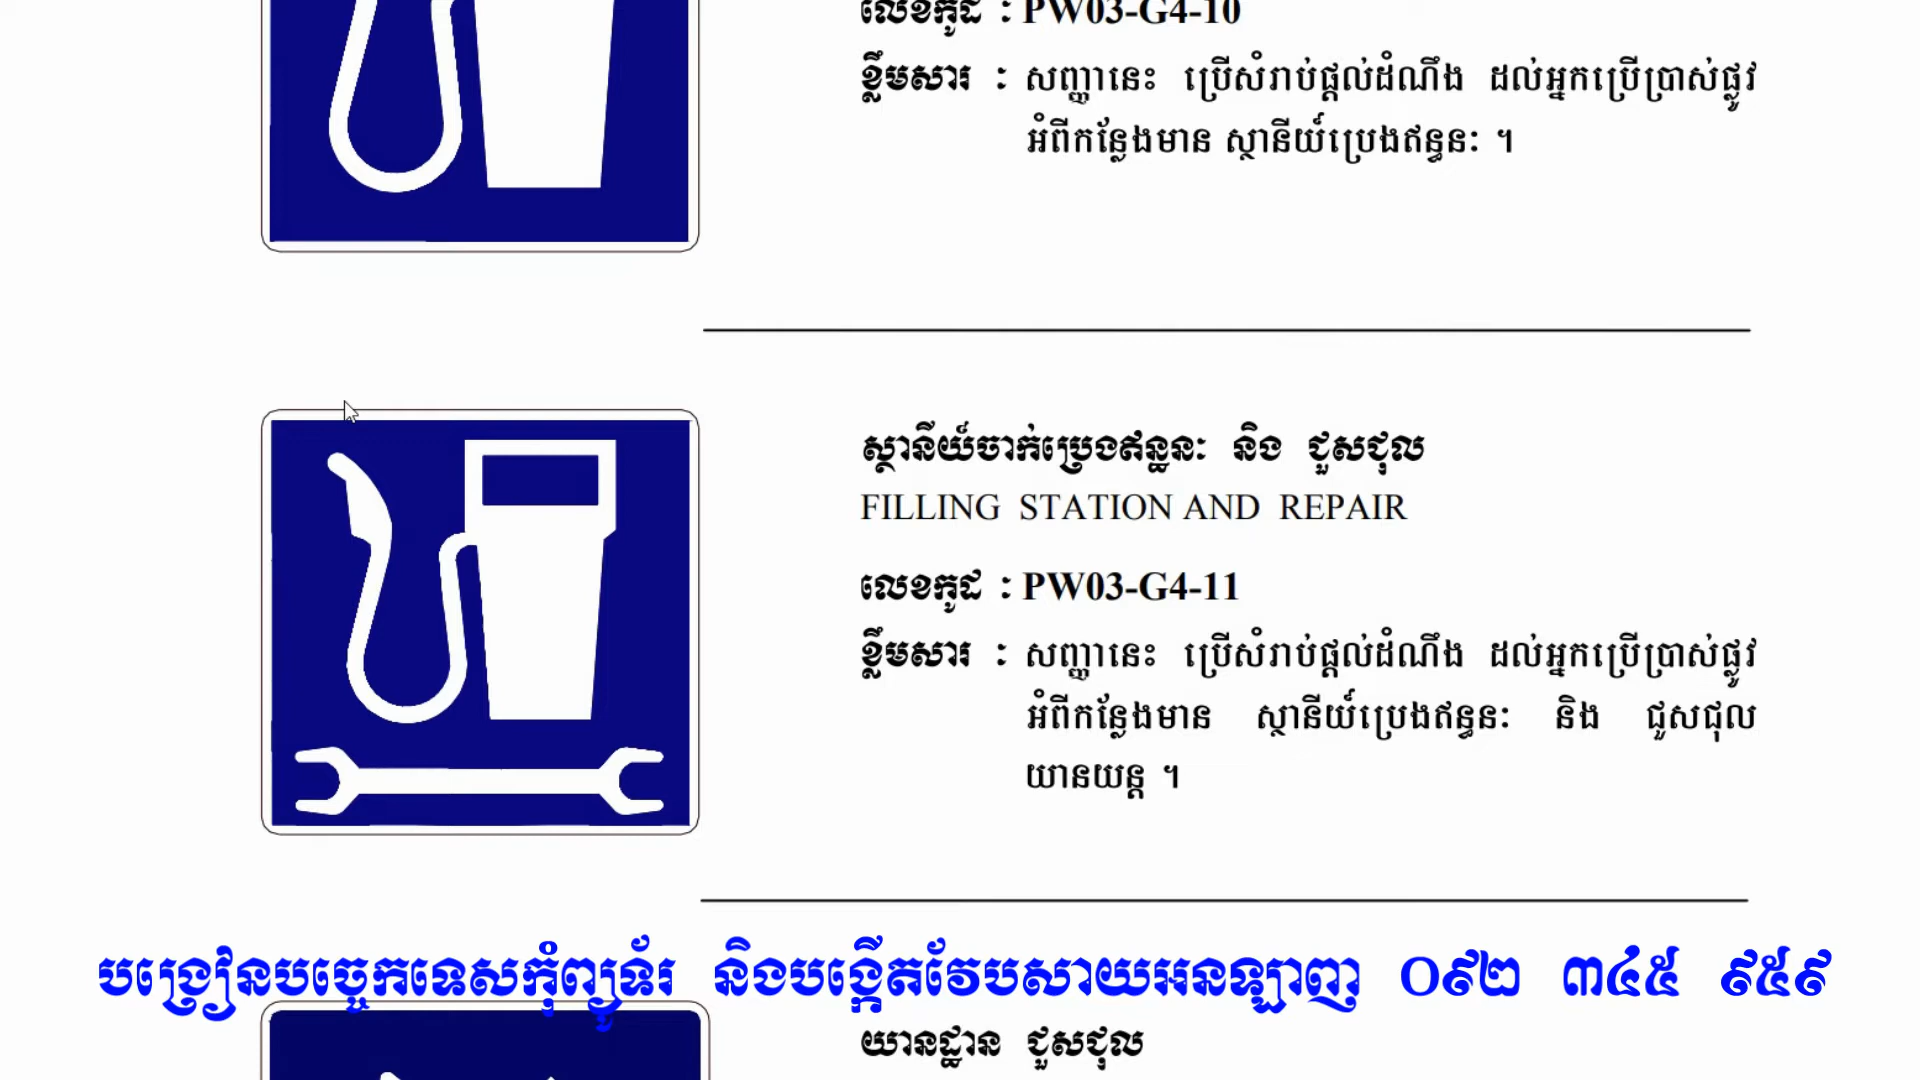 លេខកូដ : PW03-G4-10
ខ្លឹមសារ : សញ្ញានេះ ប្រើសំរាប់ផ្តល់ដំណឹង ដល់អ្នកប្រើប្រាស់ផ្លូវ
អំពីកន្លែងមាន ស្ថានីយ៍ប្រេងឥន្ធនៈ ។
ស្ថានីយ៍ចាក់ប្រេងឥន្ធនៈ និង ជួសជុល
FILLING STATION AND REPAIR
លេខកូដ : PW03-G4-11
ខ្លឹមសារ : សញ្ញានេះ ប្រើសំរាប់ផ្តល់ដំណឹង ដល់អ្នកប្រើប្រាស់ផ្លូវ
អំពីកន្លែងមាន ស្ថានីយ៍ប្រេងឥន្ធនៈ និង ជួសជុល
យានយន្ត ។
បង្រៀនបច្ចេកទេសកុំព្យូទ័រ និងបង្កើតវែបសាយអនឡាញ ០៩២ ៣៤៥ ៩៥៩
យានដ្ឋាន ជួសជុល